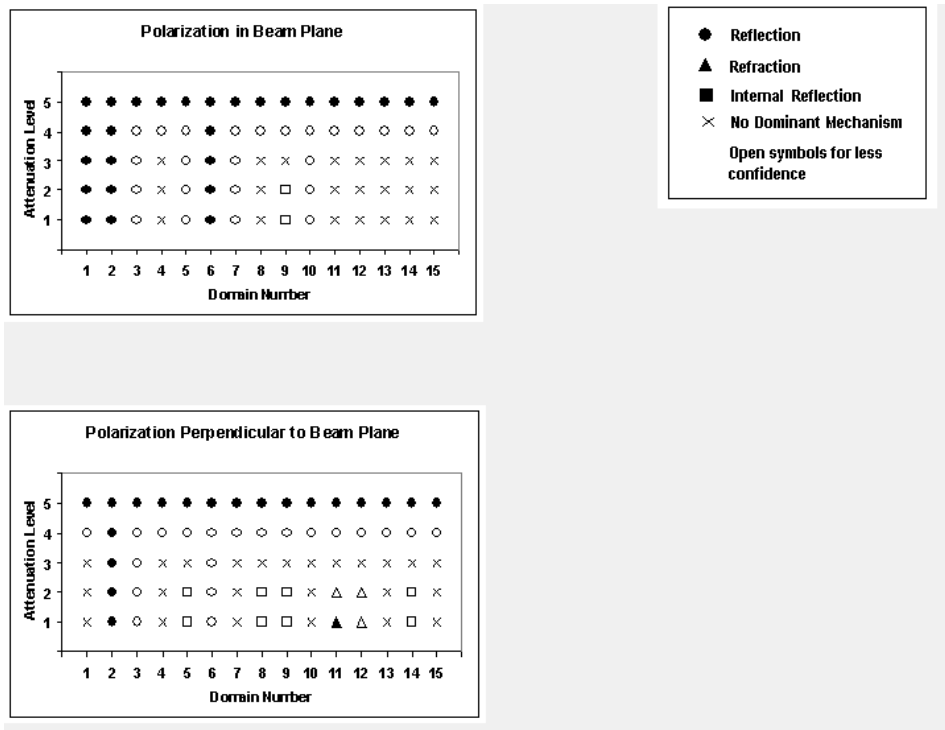 Polarization in Beam Plane
Attenuation Level
5
4
3
2
1
1 2 3 4 5 6 7 8 9 10 11 12 13 14 15
Domain Number
Reflection
Refraction
Internal Reflection
No Dominant Mechanism
Open symbols for less
confidence
Polarization Perpendicular to Beam Plane
Attenuation Level
5
4
3
2
1
1 2 3 4 5 6 7 8 9 10 11 12 13 14 15
Domain Number